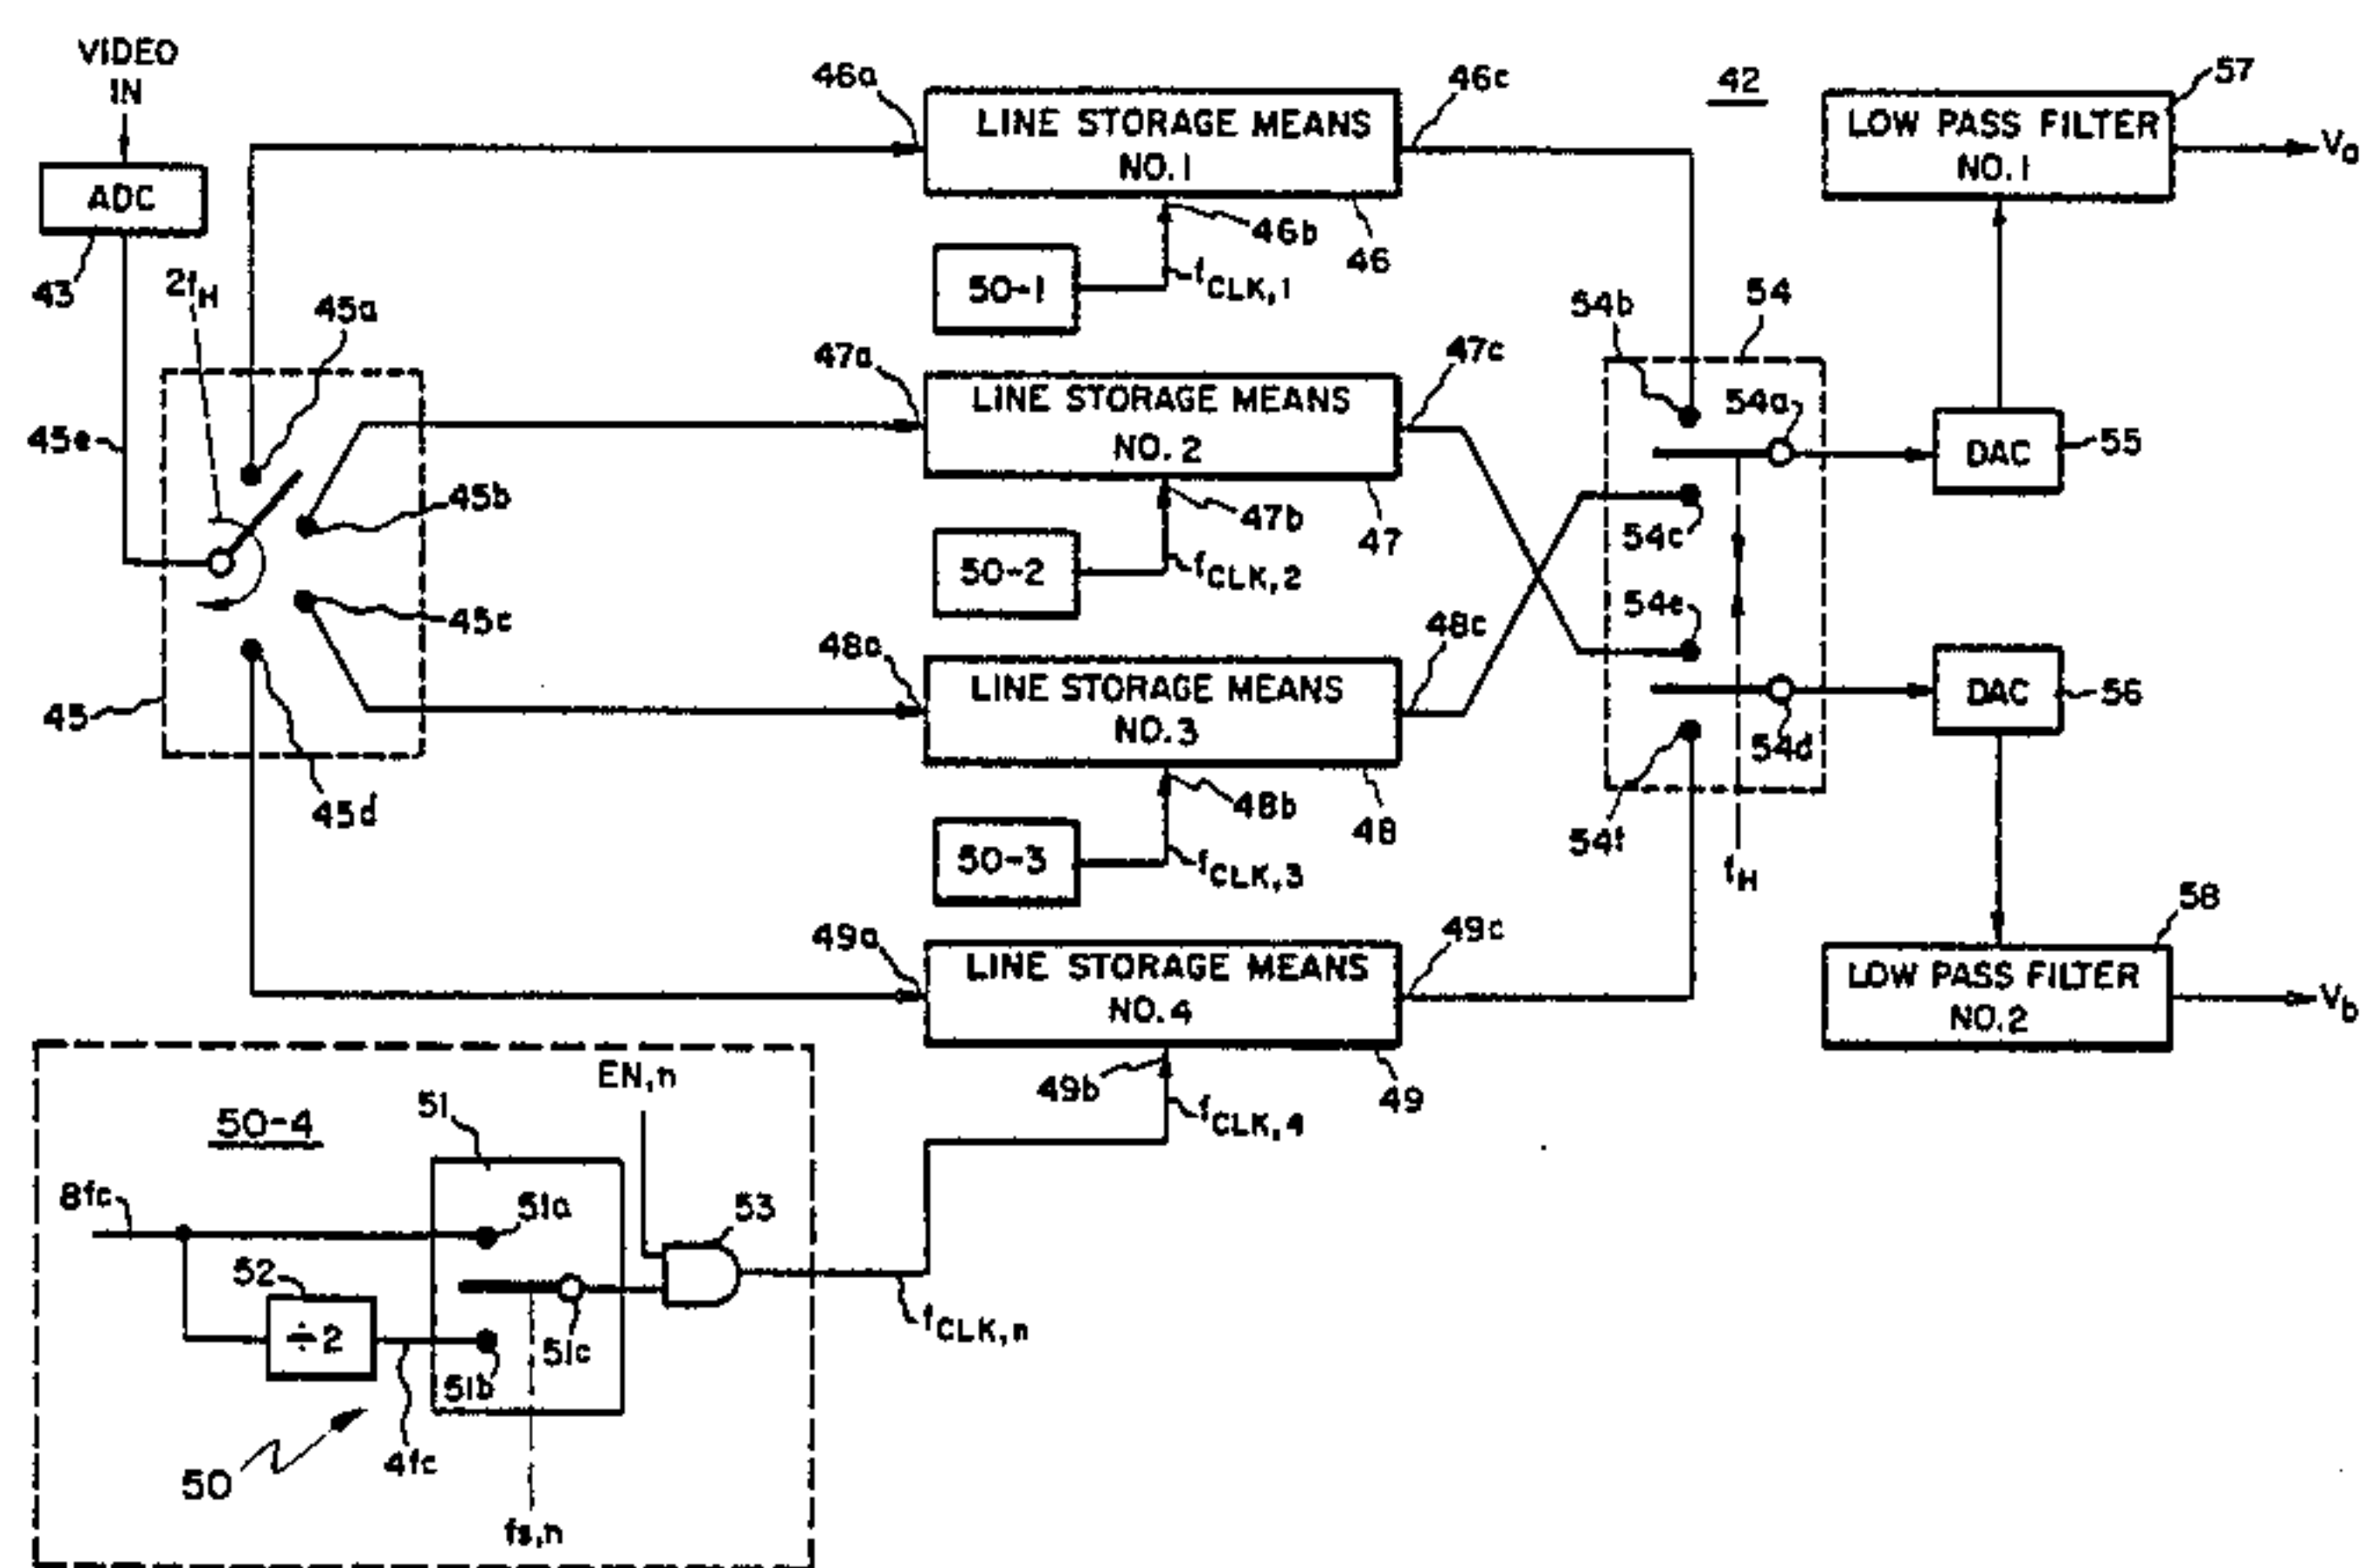 VIDEO
IN
ADC
43
2fH
45a
45e
45b
45c
45
45d
46a
LINE STORAGE MEANS
NO.1
46c
46b
46
50-1
fCLK,1
47a
LINE STORAGE MEANS
NO.2
47c
47b
47
50-2
fCLK,2
48a
LINE STORAGE MEANS
NO.3
48c
48b
48
50-3
fCLK,3
49a
LINE STORAGE MEANS
NO.4
49c
49b
49
fCLK,4
42
LOW PASS FILTER
NO.1
57
Va
54b
54
54a
54c
54e
54d
54f
fH
DAC
55
DAC
56
58
LOW PASS FILTER
NO.2
Vb
50-4
EN,n
51
8fc
51a
53
52
÷2
51c
51b
fCLK,n
50
4fc
fs,n